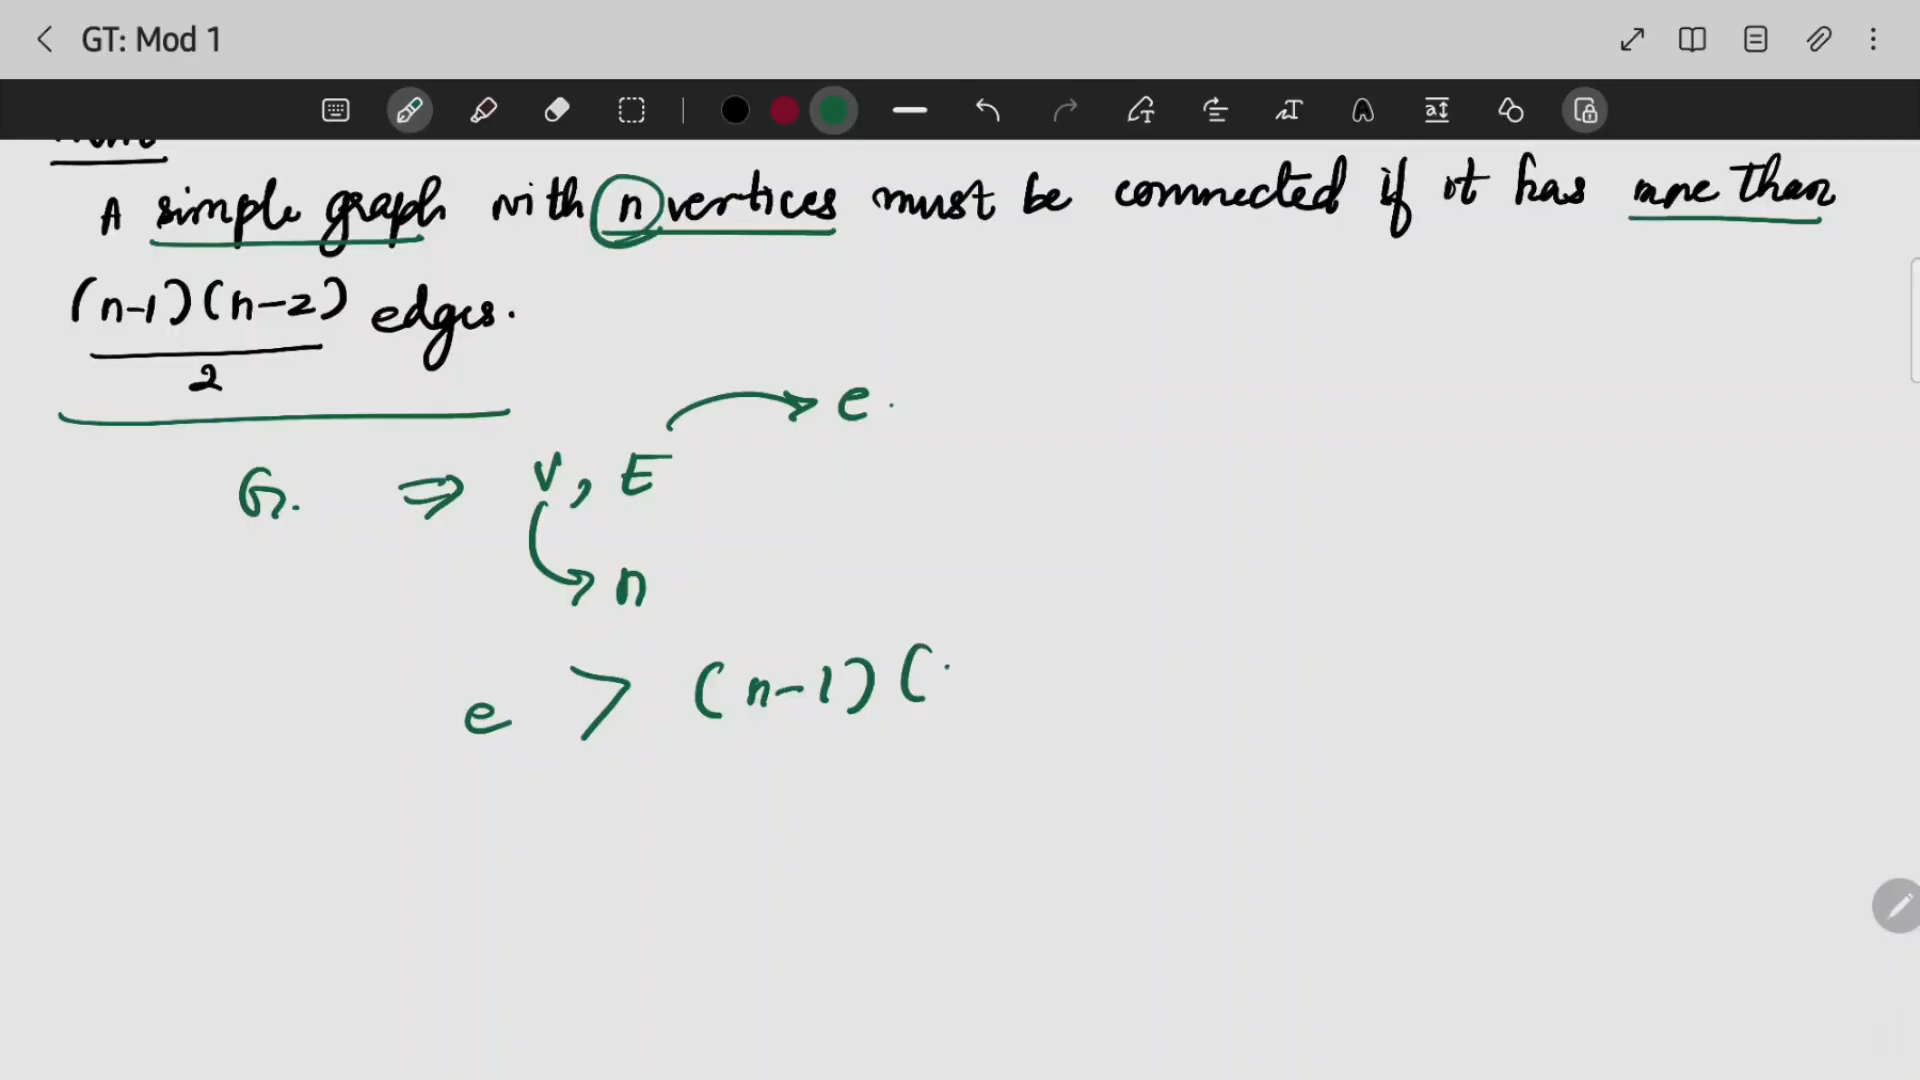 GT: Mod 1
A simple graph with n vertices must be connected if it has more than
(n-1)(n-2) edges.
2
e.
G. ⇒ V, E
n
e > (n-1)(